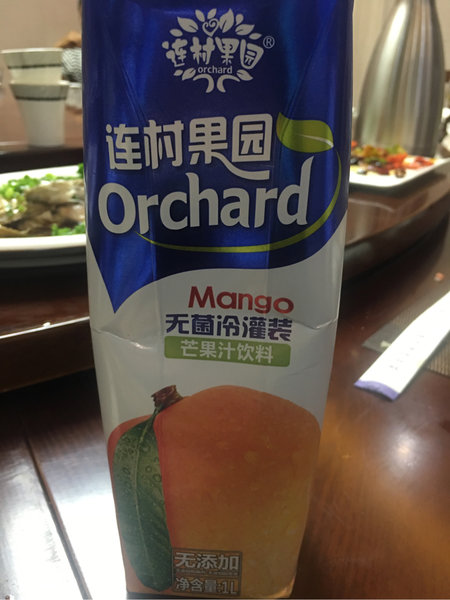 连村果园®
orchard
连村果园
Orchard
Mango
无菌冷灌装
芒果汁饮料
无添加
净含量:1L